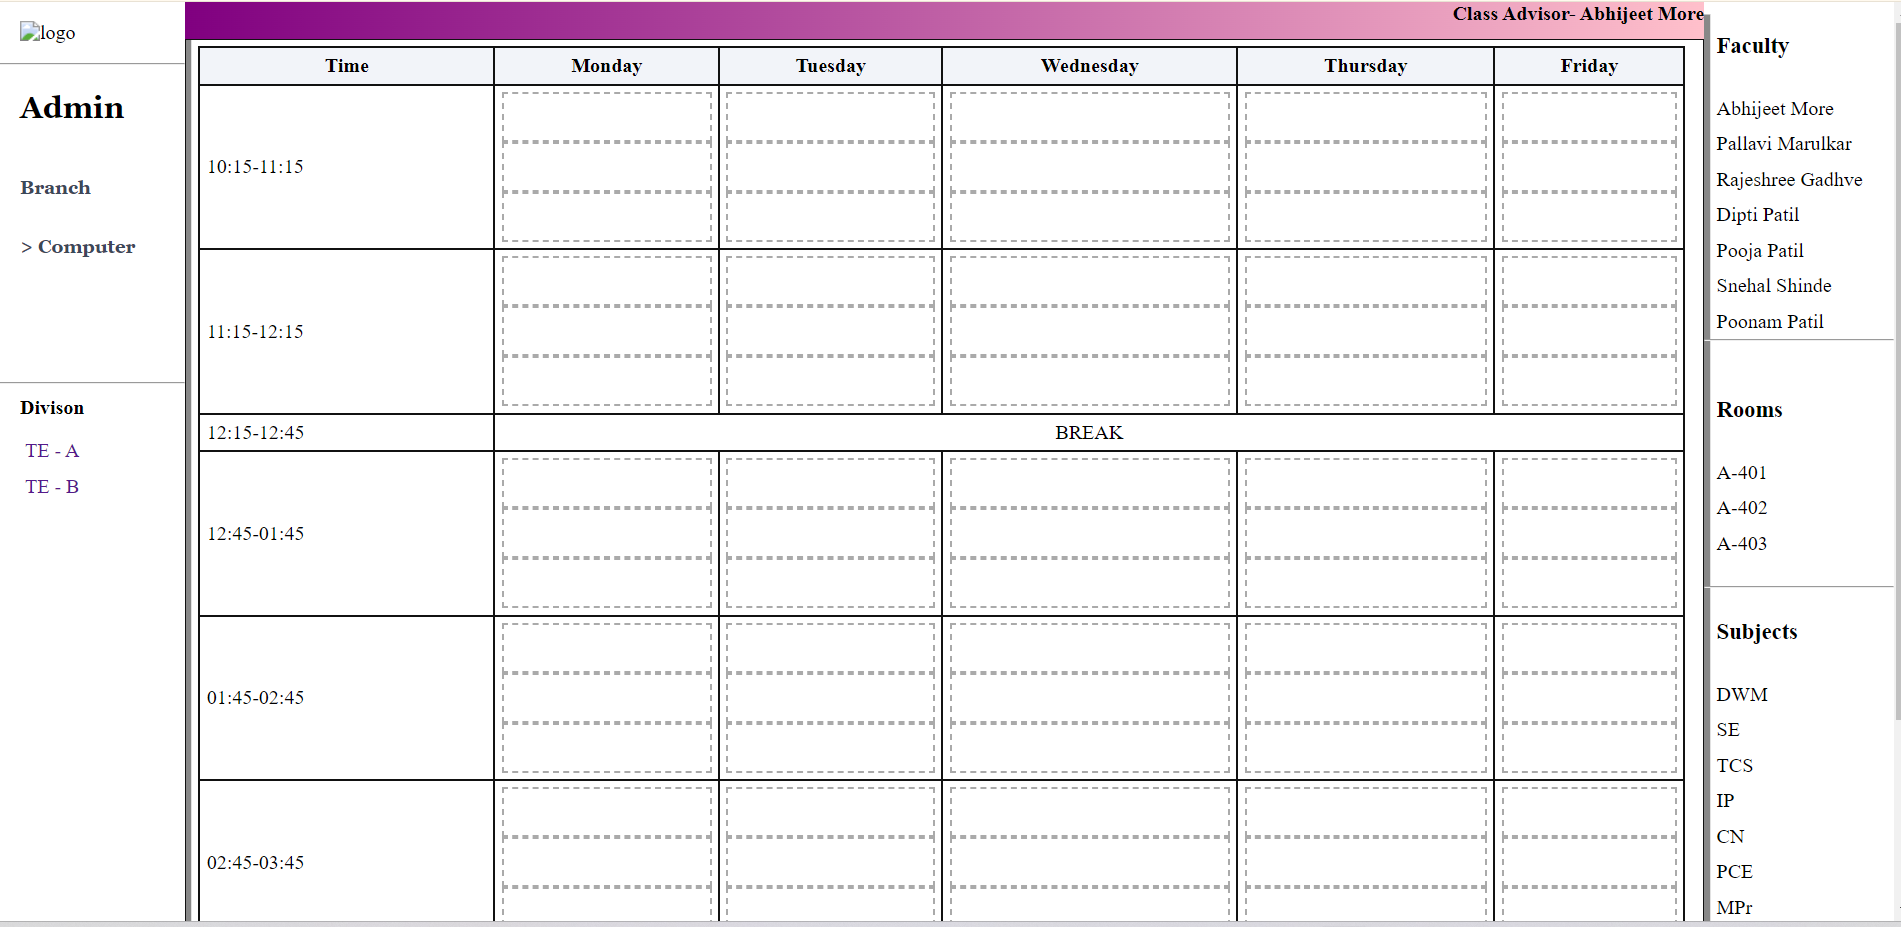 logo
Admin
Branch
> Computer
Divison
TE - A
TE - B
Class Advisor- Abhijeet More
Time Monday Tuesday Wednesday Thursday Friday
10:15-11:15
11:15-12:15
12:15-12:45 BREAK
12:45-01:45
01:45-02:45
02:45-03:45
Faculty
Abhijeet More
Pallavi Marulkar
Rajeshree Gadhve
Dipti Patil
Pooja Patil
Snehal Shinde
Poonam Patil
Rooms
A-401
A-402
A-403
Subjects
DWM
SE
TCS
IP
CN
PCE
MPr